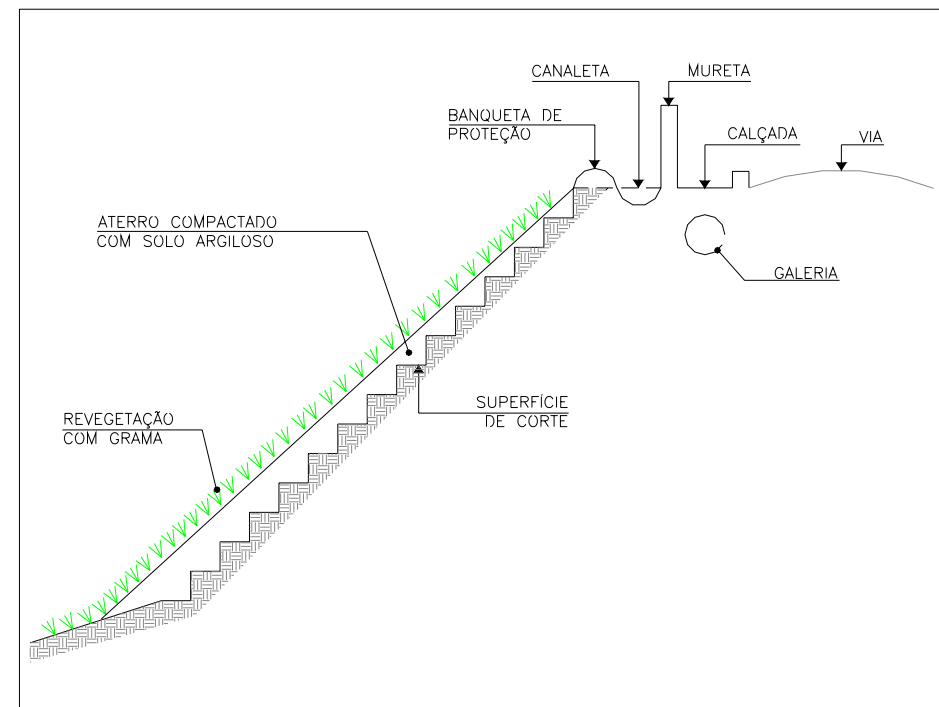 CANALETA
MURETA
BANQUETA DE
PROTEÇÃO
CALÇADA
VIA
ATERRO COMPACTADO
COM SOLO ARGILOSO
GALERIA
SUPERFÍCIE
DE CORTE
REVEGETAÇÃO
COM GRAMA